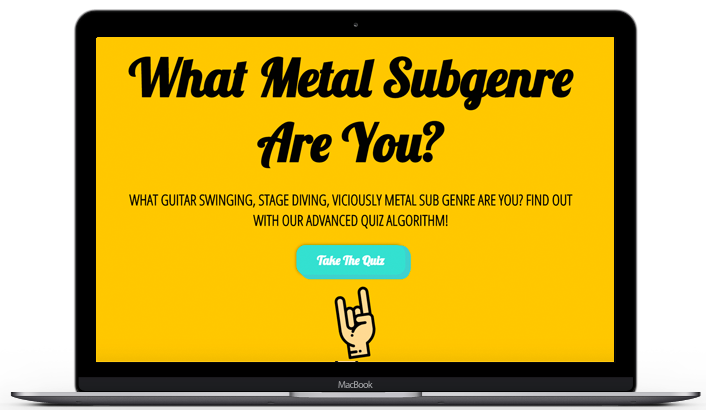 What Metal Subgenre
Are You?
WHAT GUITAR SWINGING, STAGE DIVING, VICIOUSLY METAL SUB GENRE ARE YOU? FIND OUT
WITH OUR ADVANCED QUIZ ALGORITHM!
Take The Quiz
MacBook